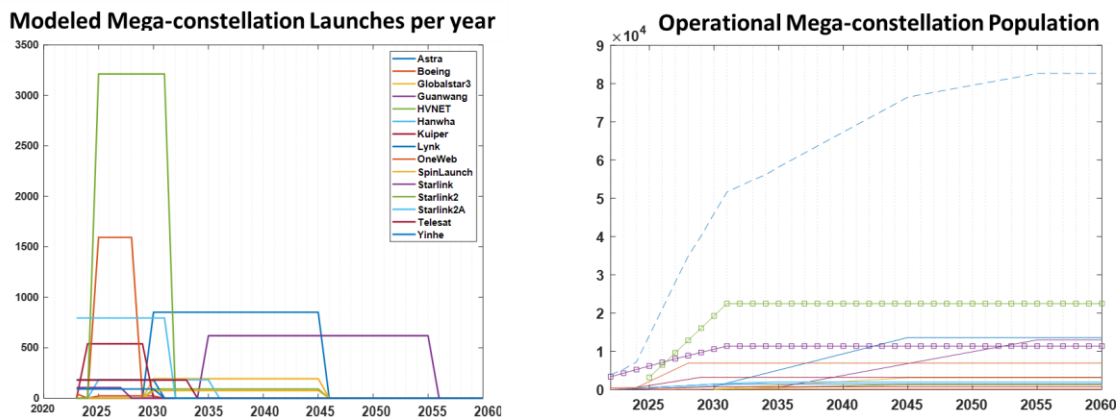 Modeled Mega-constellation Launches per year
3500
3000
2500
2000
1500
1000
500
0
2020 2025 2030 2035 2040 2045 2050 2055 2060
Astra
Boeing
Globalstar3
Guanwang
HVNET
Hanwha
Kuiper
Lynk
OneWeb
SpinLaunch
Starlink
Starlink2
Starlink2A
Telesat
Yinhe
Operational Mega-constellation Population
×10⁴
9
8
7
6
5
4
3
2
1
0
2025 2030 2035 2040 2045 2050 2055 2060